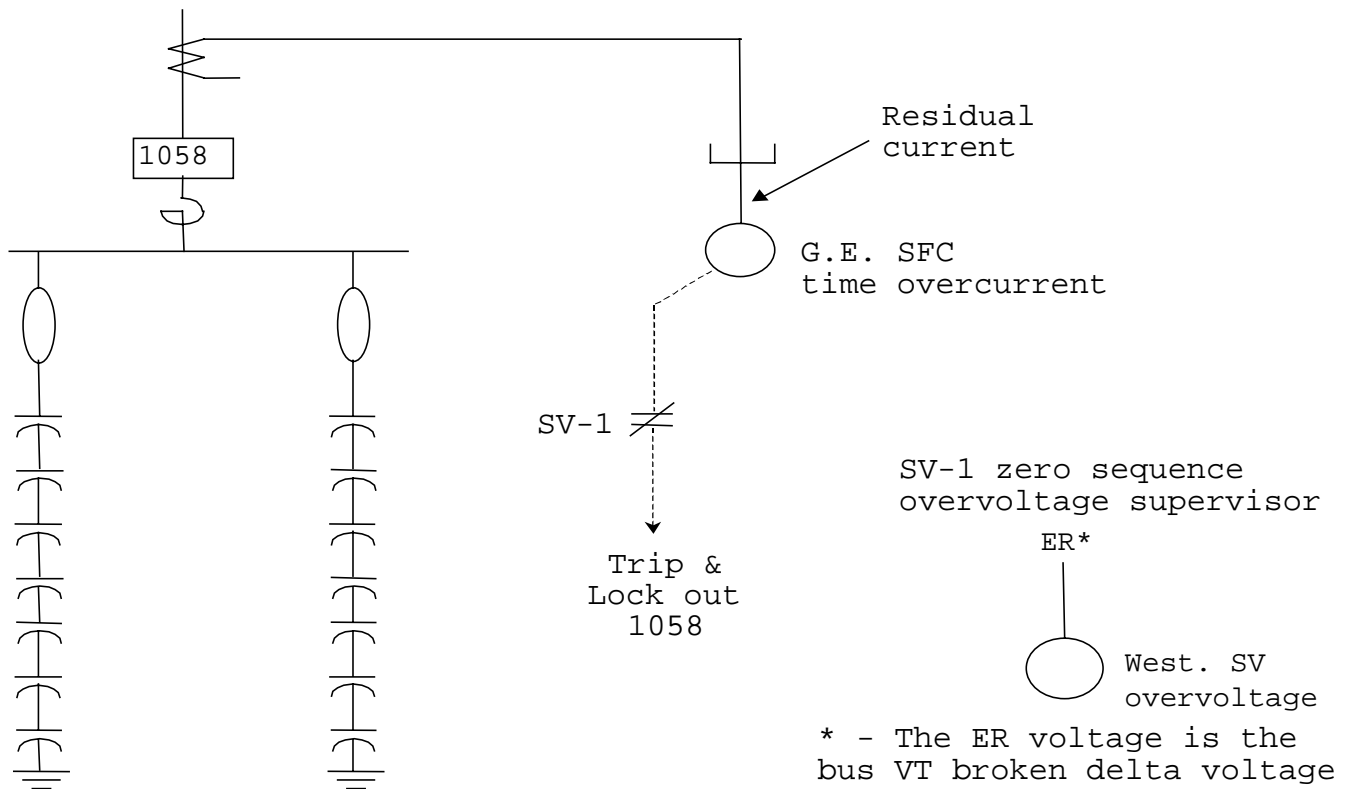 Residual
current
1058
G.E. SFC
time overcurrent
SV-1
SV-1 zero sequence
overvoltage supervisor
ER*
Trip &
Lock out
1058
West. SV
overvoltage
* - The ER voltage is the
bus VT broken delta voltage